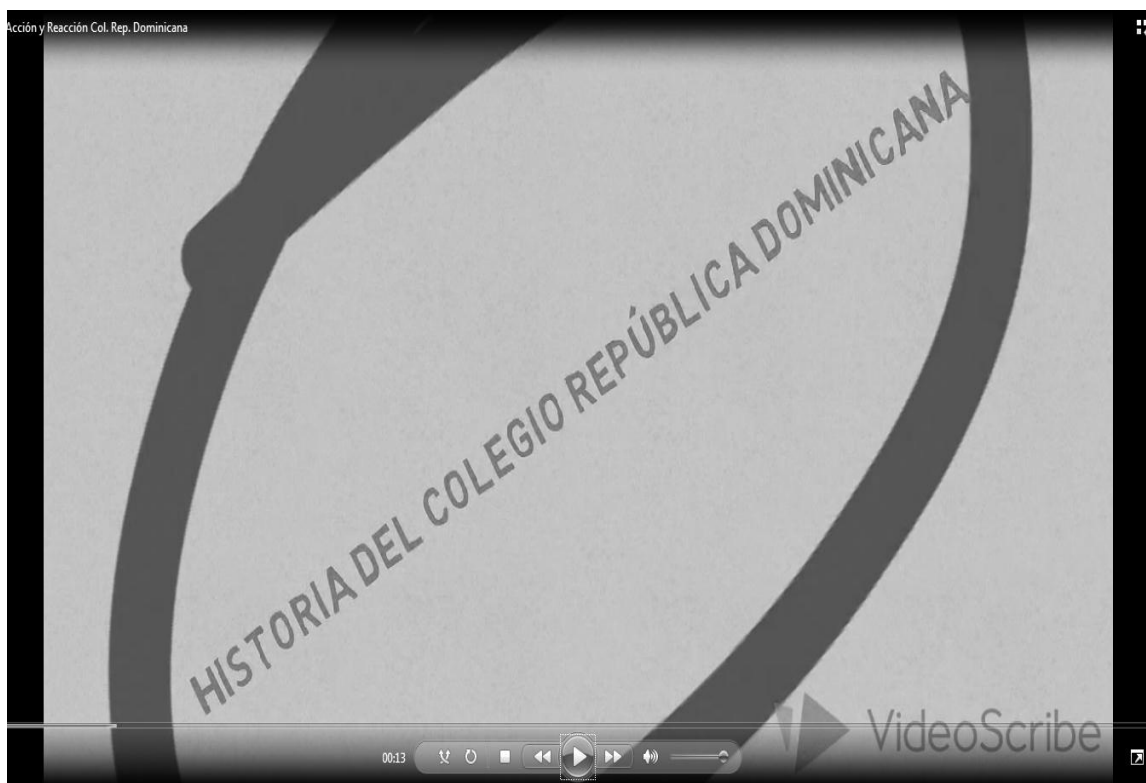 Acción y Reacción Col. Rep. Dominicana
HISTORIA DEL COLEGIO REPÚBLICA DOMINICANA
VideoScribe
00:13